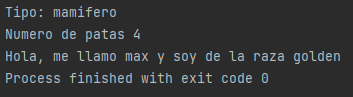 Tipo: mamifero
Numero de patas 4
Hola, me llamo max y soy de la raza golden
Process finished with exit code 0